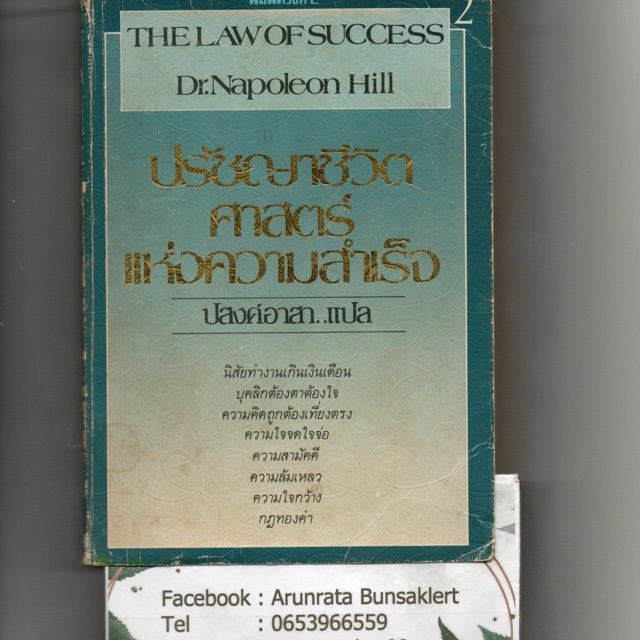 2
THE LAW OF SUCCESS
Dr.Napoleon Hill
ปรัชญาชีวิต
ศาสตร์
แห่งความสำเร็จ
ปสงค์อาสา..แปล
นิสัยทำงานเกินเงินเดือน
บุคลิกต้องตาต้องใจ
ความคิดถูกต้องเที่ยงตรง
ความใจจดใจจ่อ
ความสามัคคี
ความล้มเหลว
ความใจกว้าง
กฎทองคำ
Facebook : Arunrata Bunsaklert
Tel : 0653966559